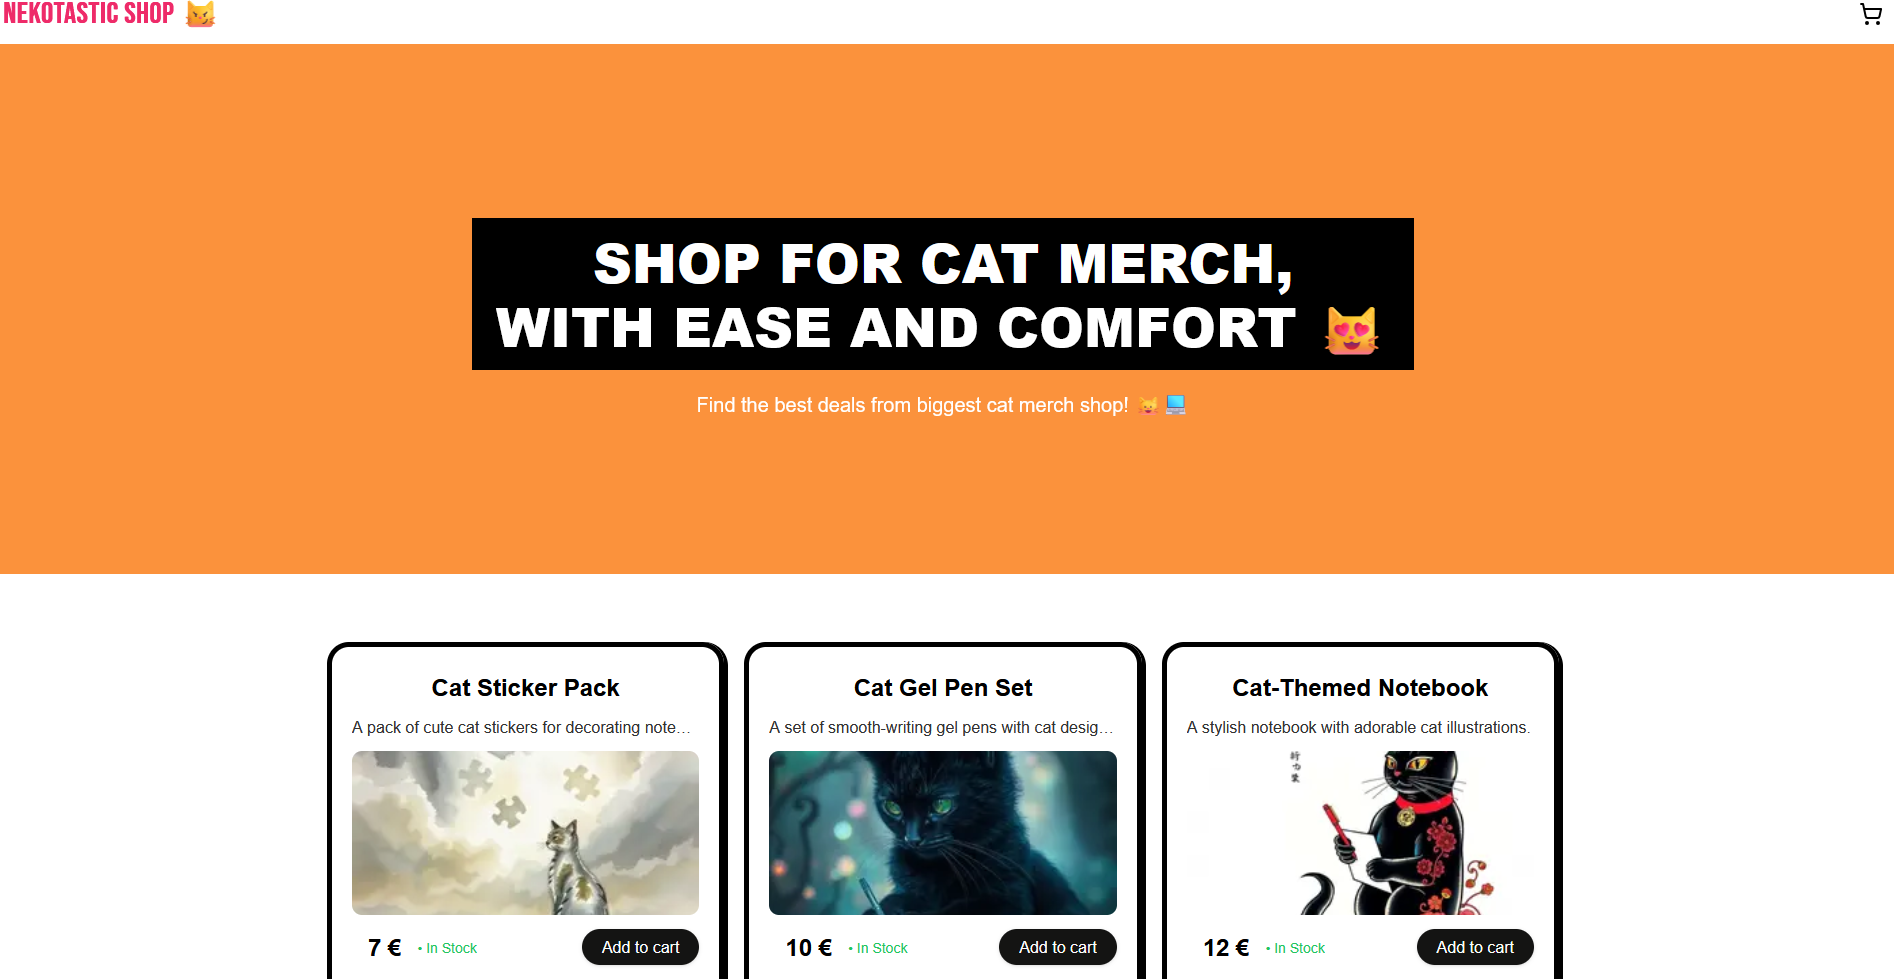 NEKOTASTIC SHOP 😼
SHOP FOR CAT MERCH,
WITH EASE AND COMFORT 😻
Find the best deals from biggest cat merch shop! 😺 💻
Cat Sticker Pack
A pack of cute cat stickers for decorating note...
7 € • In Stock
Add to cart
Cat Gel Pen Set
A set of smooth-writing gel pens with cat desig...
10 € • In Stock
Add to cart
Cat-Themed Notebook
A stylish notebook with adorable cat illustrations.
12 € • In Stock
Add to cart